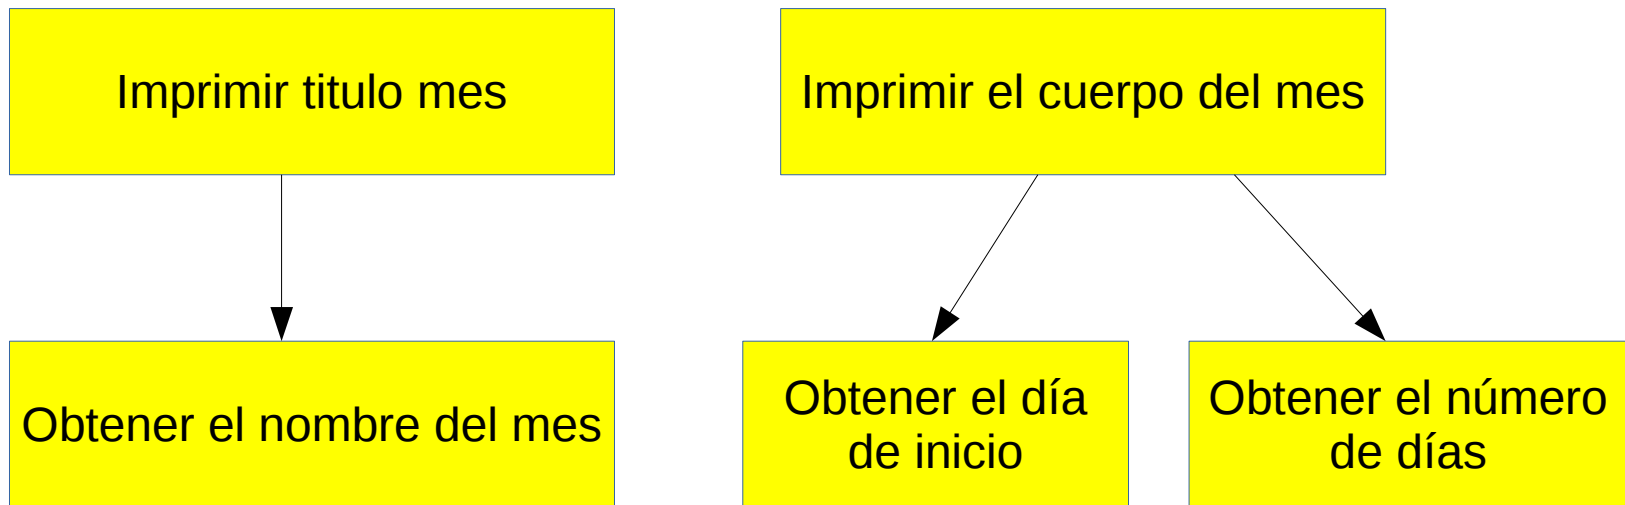 Imprimir titulo mes
Imprimir el cuerpo del mes
Obtener el nombre del mes
Obtener el día
de inicio
Obtener el número
de días